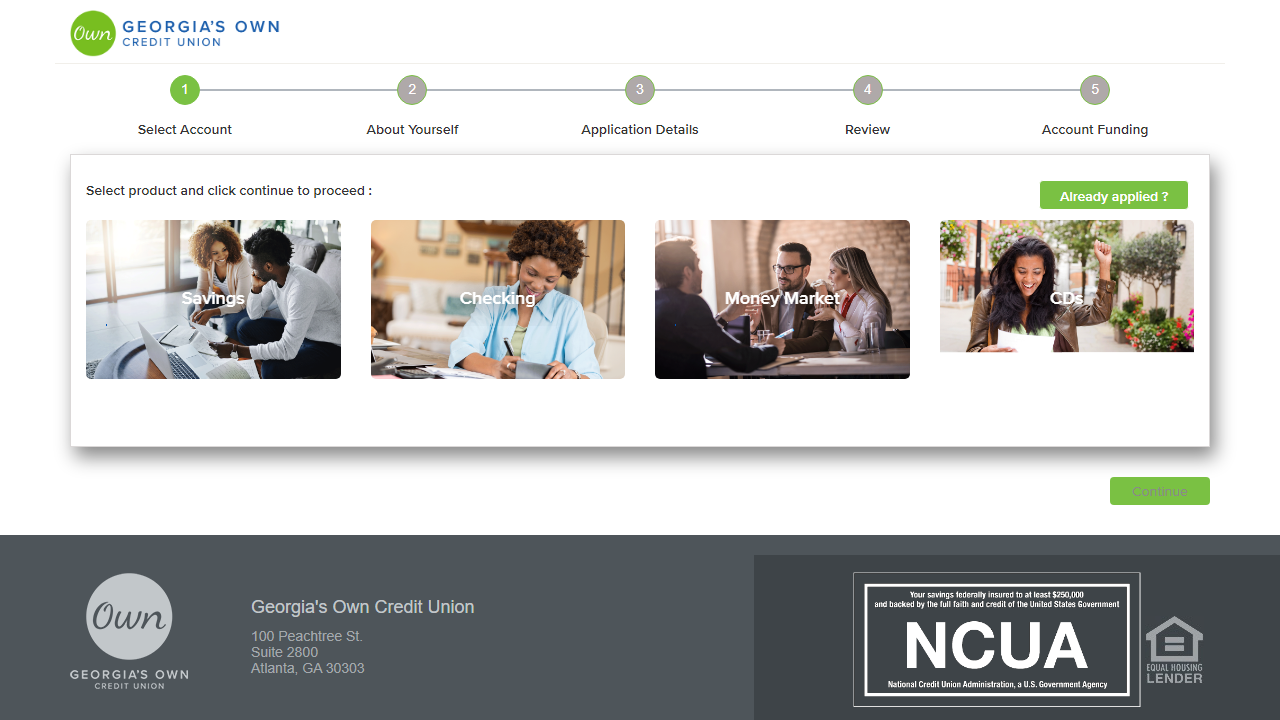 Own GEORGIA'S OWN
CREDIT UNION
1 2 3 4 5
Select Account About Yourself Application Details Review Account Funding
Select product and click continue to proceed :
Already applied ?
Savings Checking Money Market CDs
Continue
Own
GEORGIA'S OWN
CREDIT UNION
Georgia's Own Credit Union
100 Peachtree St.
Suite 2800
Atlanta, GA 30303
Your savings federally insured to at least $250,000
and backed by the full faith and credit of the United States Government
NCUA
National Credit Union Administration, a U.S. Government Agency
EQUAL HOUSING
LENDER